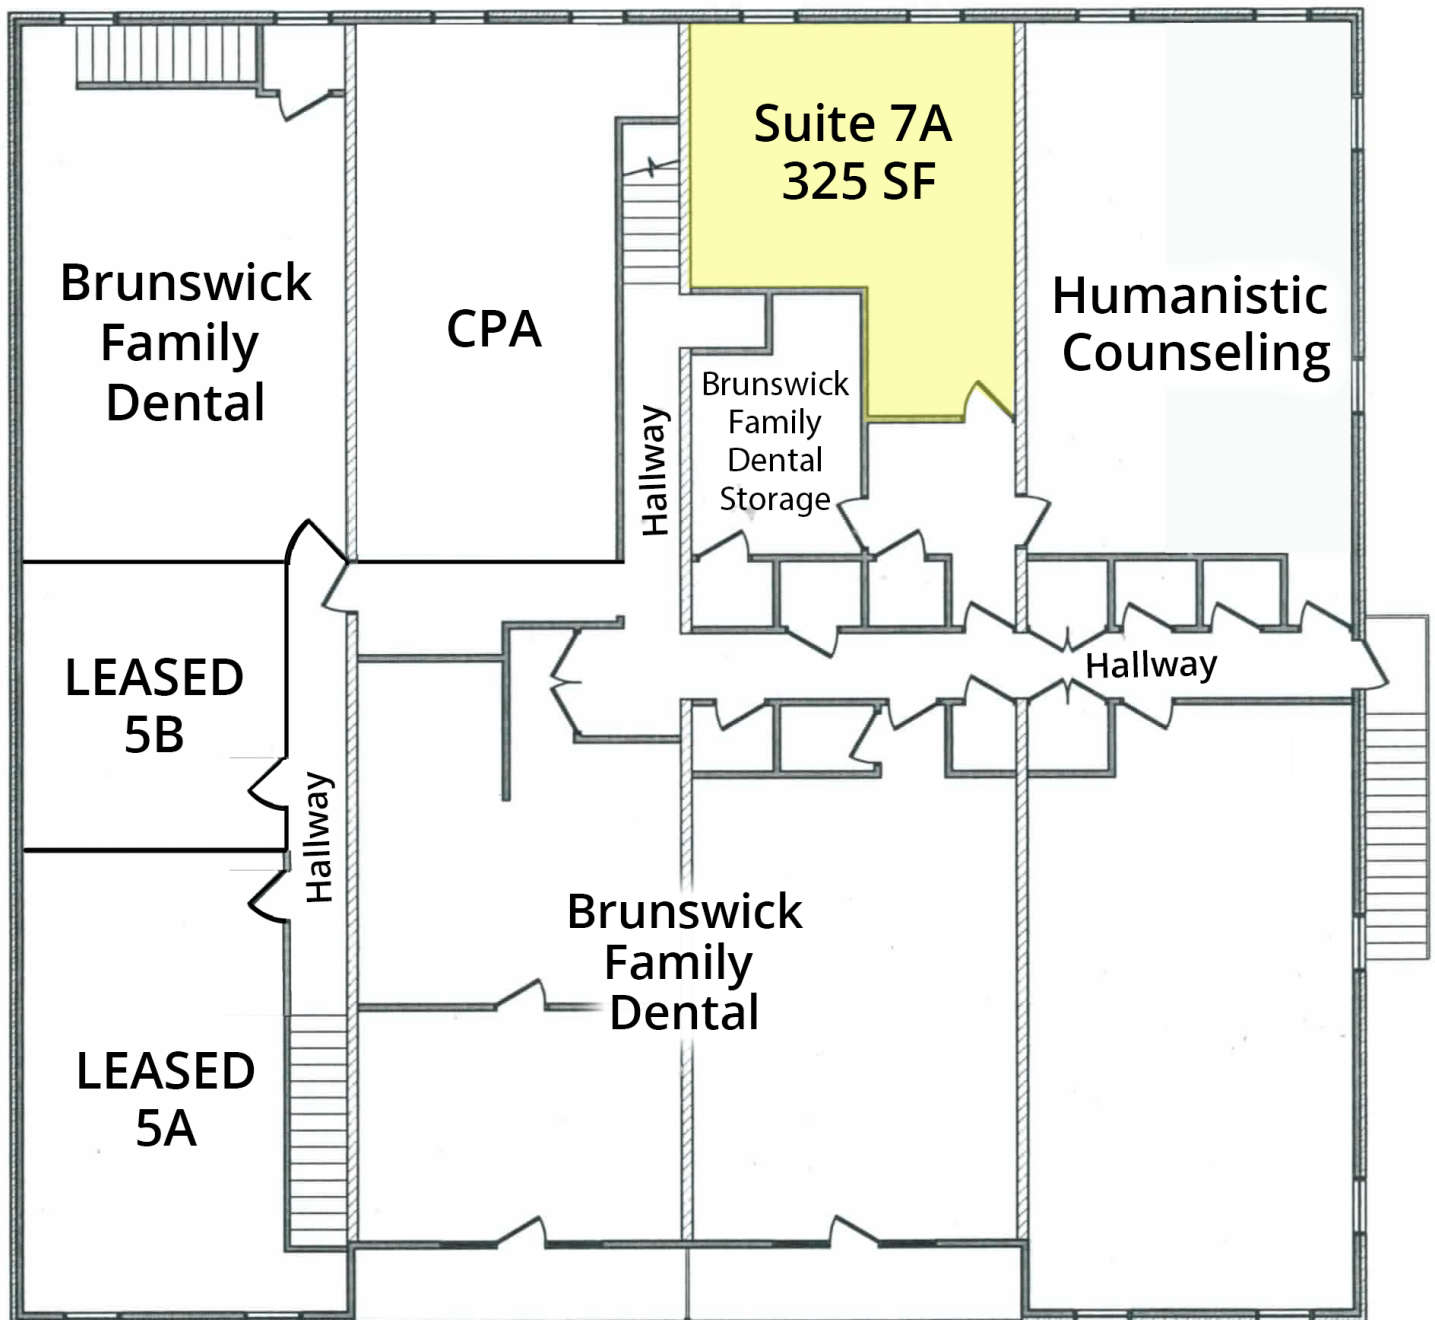 Suite 7A
325 SF
Brunswick
Family
Dental
CPA
Humanistic
Counseling
Brunswick
Family
Dental
Storage
Hallway
LEASED
5B
Hallway
Hallway
Brunswick
Family
Dental
LEASED
5A